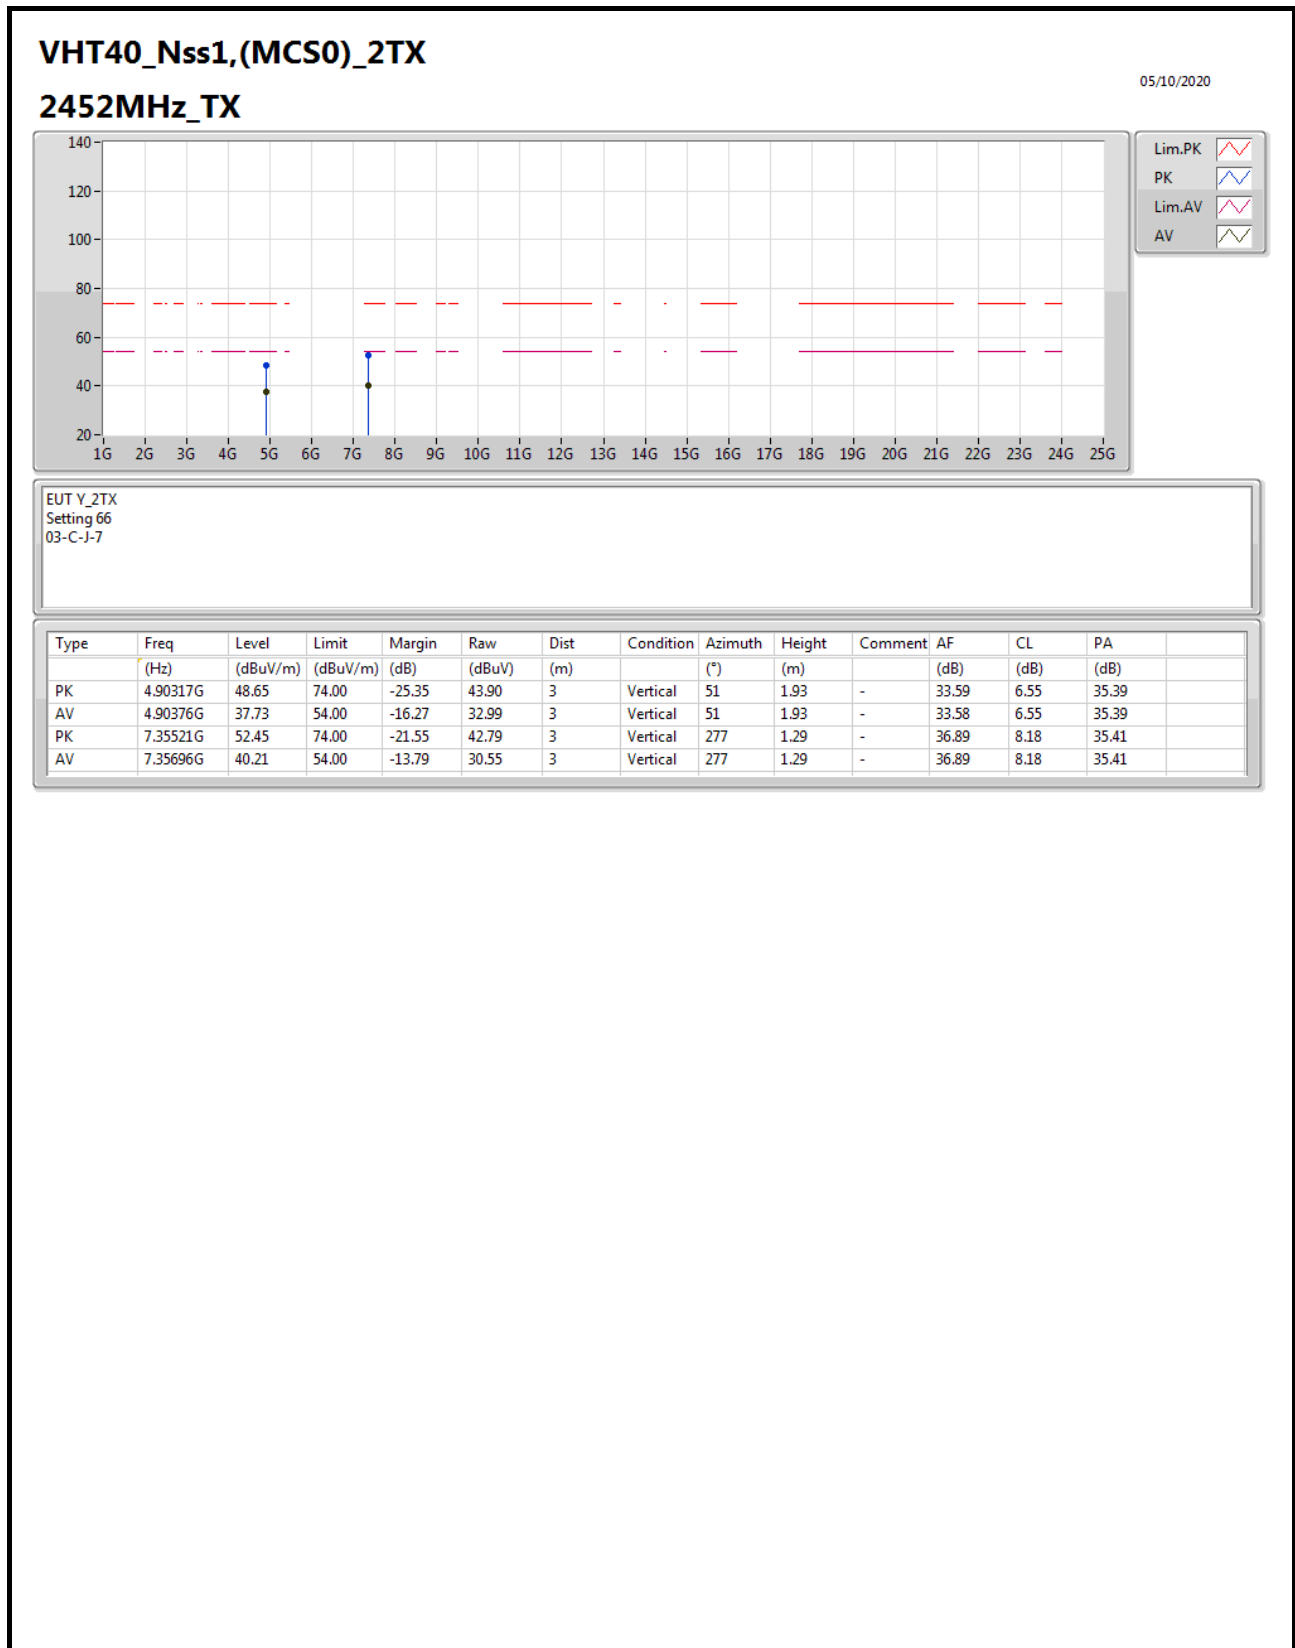 VHT40_Nss1,(MCS0)_2TX
05/10/2020
2452MHz_TX
140
120
100
80
60
40
20
1G 2G 3G 4G 5G 6G 7G 8G 9G 10G 11G 12G 13G 14G 15G 16G 17G 18G 19G 20G 21G 22G 23G 24G 25G
Lim.PK
PK
Lim.AV
AV
EUT Y_2TX
Setting 66
03-C-J-7
Type Freq Level Limit Margin Raw Dist Condition Azimuth Height Comment AF CL PA
(Hz) (dBuV/m) (dBuV/m) (dB) (dBuV) (m) (°) (m) (dB) (dB) (dB)
PK 4.90317G 48.65 74.00 -25.35 43.90 3 Vertical 51 1.93 - 33.59 6.55 35.39
AV 4.90376G 37.73 54.00 -16.27 32.99 3 Vertical 51 1.93 - 33.58 6.55 35.39
PK 7.35521G 52.45 74.00 -21.55 42.79 3 Vertical 277 1.29 - 36.89 8.18 35.41
AV 7.35696G 40.21 54.00 -13.79 30.55 3 Vertical 277 1.29 - 36.89 8.18 35.41